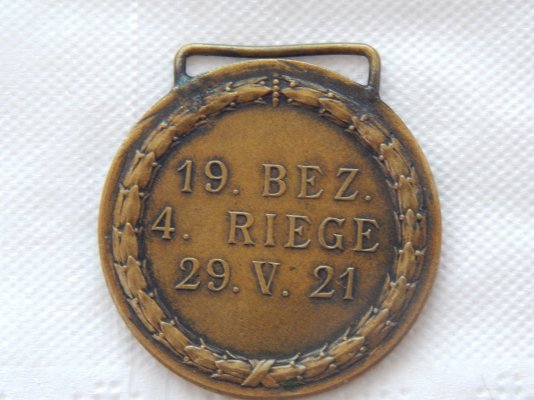 19. BEZ.
4. RIEGE
29. V. 21